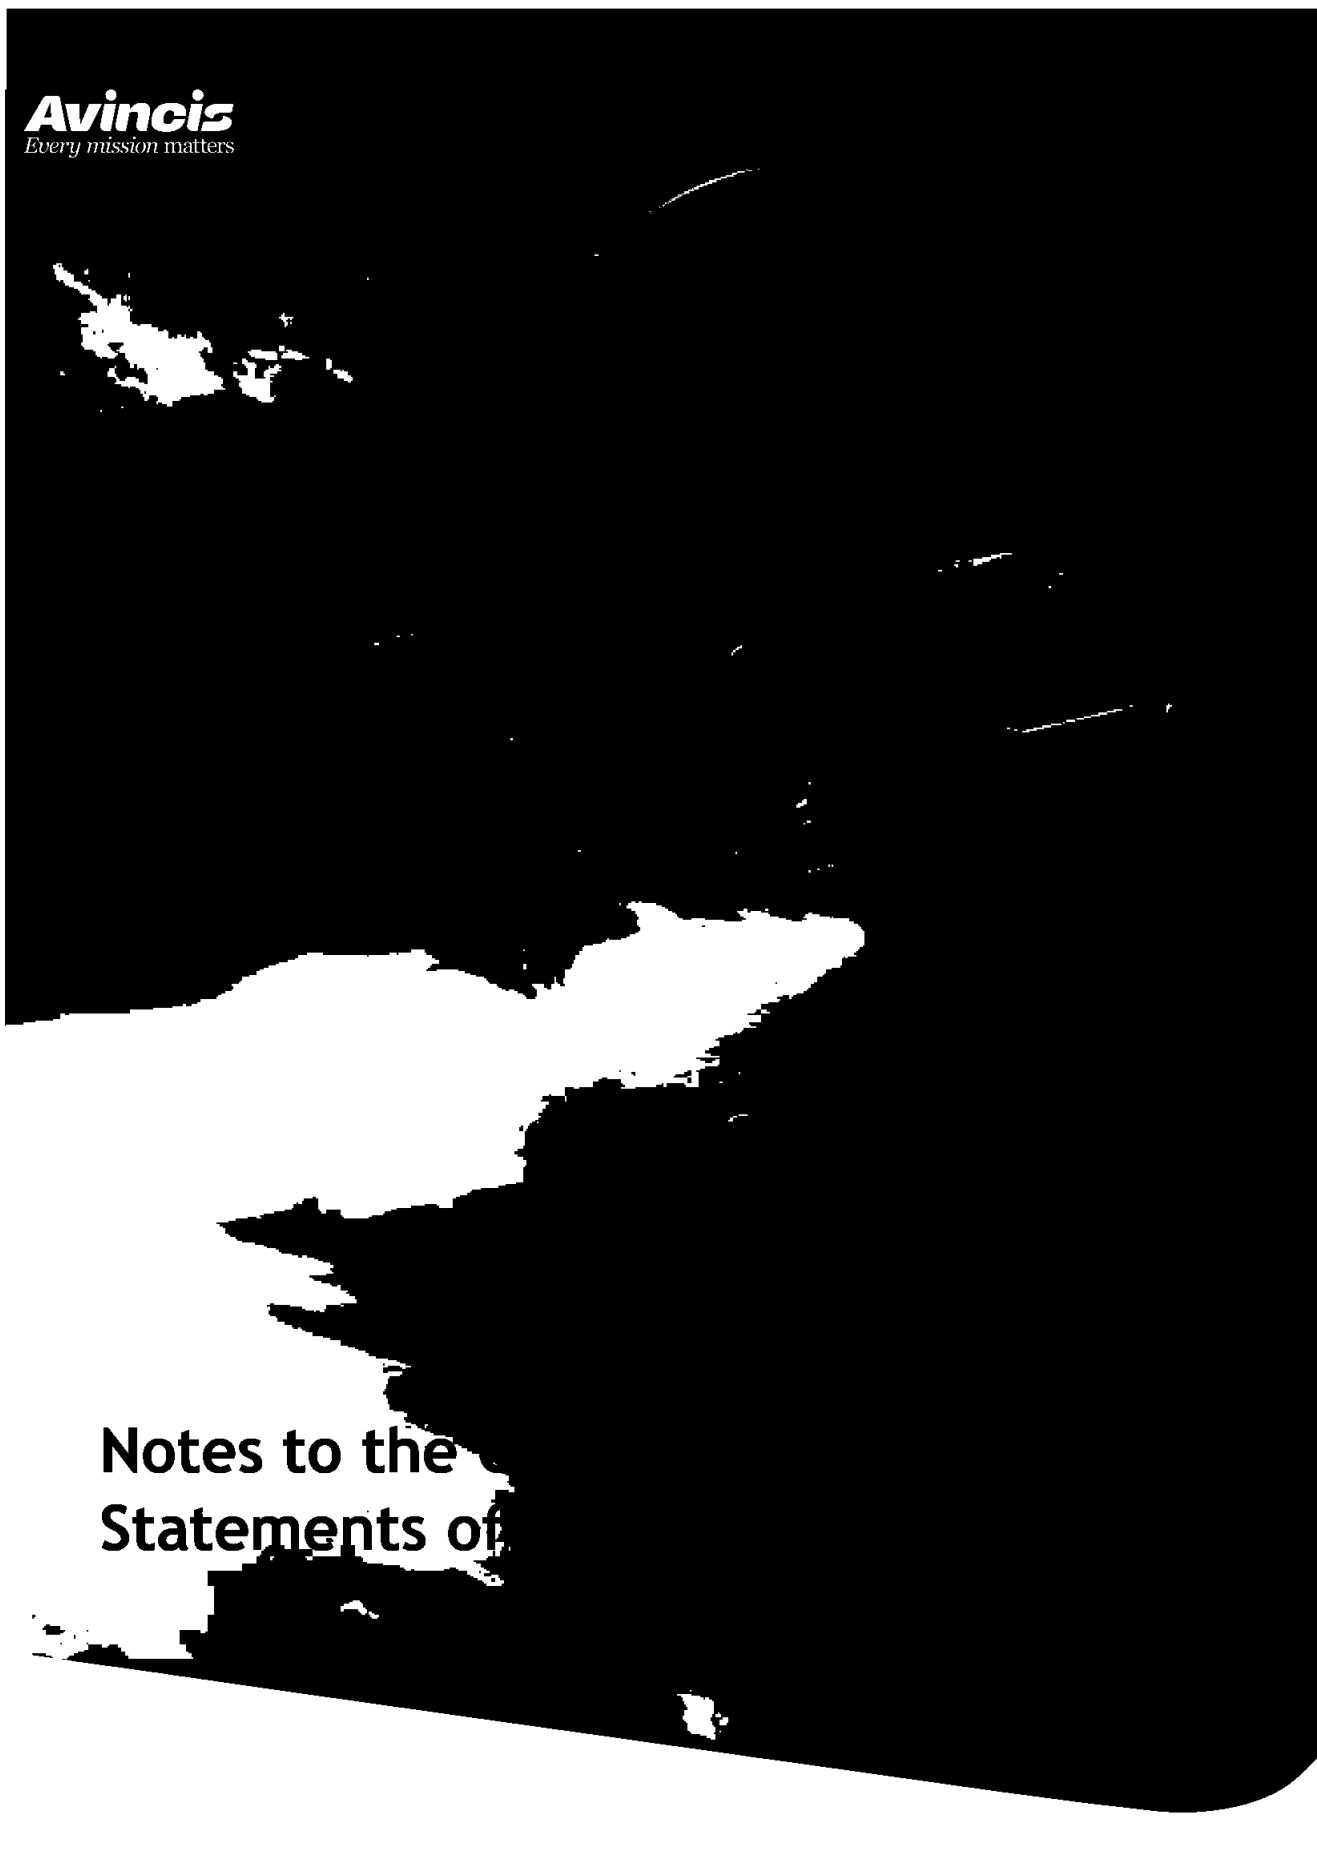 Avincis
Every mission matters
Notes to the
Statements of